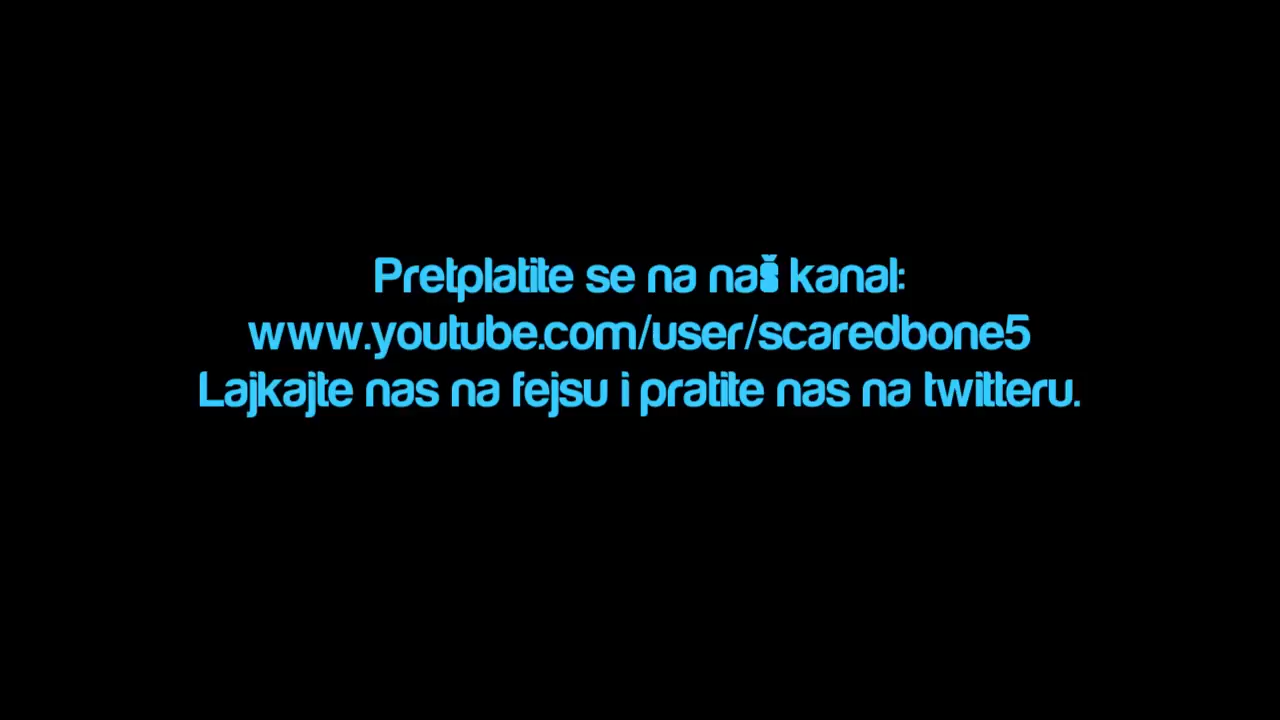 Pretplatite se na naš kanal:
www.youtube.com/user/scaredbone5
Lajkajte nas na fejsu i pratite nas na twitteru.